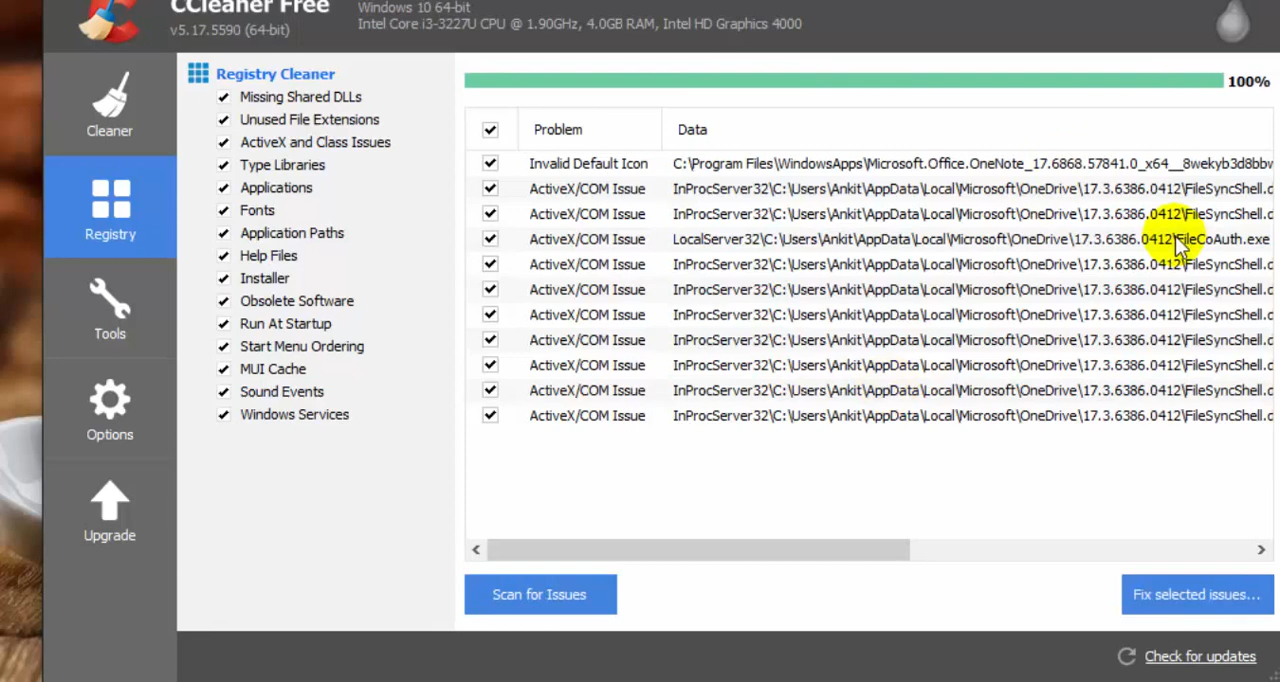 CCleaner Free
v5.17.5590 (64-bit)
Windows 10 64-bit
Intel Core i3-3227U CPU @ 1.90GHz, 4.0GB RAM, Intel HD Graphics 4000
Cleaner
Registry
Tools
Options
Upgrade
Registry Cleaner
Missing Shared DLLs
Unused File Extensions
ActiveX and Class Issues
Type Libraries
Applications
Fonts
Application Paths
Help Files
Installer
Obsolete Software
Run At Startup
Start Menu Ordering
MUI Cache
Sound Events
Windows Services
100%
Problem Data
Invalid Default Icon C:\Program Files\WindowsApps\Microsoft.Office.OneNote_17.6868.57841.0_x64__8wekyb3d8bbw
ActiveX/COM Issue InProcServer32\C:\Users\Ankit\AppData\Local\Microsoft\OneDrive\17.3.6386.0412\FileSyncShell.d
ActiveX/COM Issue InProcServer32\C:\Users\Ankit\AppData\Local\Microsoft\OneDrive\17.3.6386.0412\FileSyncShell.d
ActiveX/COM Issue LocalServer32\C:\Users\Ankit\AppData\Local\Microsoft\OneDrive\17.3.6386.0412\FileCoAuth.exe
ActiveX/COM Issue InProcServer32\C:\Users\Ankit\AppData\Local\Microsoft\OneDrive\17.3.6386.0412\FileSyncShell.d
ActiveX/COM Issue InProcServer32\C:\Users\Ankit\AppData\Local\Microsoft\OneDrive\17.3.6386.0412\FileSyncShell.d
ActiveX/COM Issue InProcServer32\C:\Users\Ankit\AppData\Local\Microsoft\OneDrive\17.3.6386.0412\FileSyncShell.d
ActiveX/COM Issue InProcServer32\C:\Users\Ankit\AppData\Local\Microsoft\OneDrive\17.3.6386.0412\FileSyncShell.d
ActiveX/COM Issue InProcServer32\C:\Users\Ankit\AppData\Local\Microsoft\OneDrive\17.3.6386.0412\FileSyncShell.d
ActiveX/COM Issue InProcServer32\C:\Users\Ankit\AppData\Local\Microsoft\OneDrive\17.3.6386.0412\FileSyncShell.d
ActiveX/COM Issue InProcServer32\C:\Users\Ankit\AppData\Local\Microsoft\OneDrive\17.3.6386.0412\FileSyncShell.d
Scan for Issues
Fix selected issues...
Check for updates